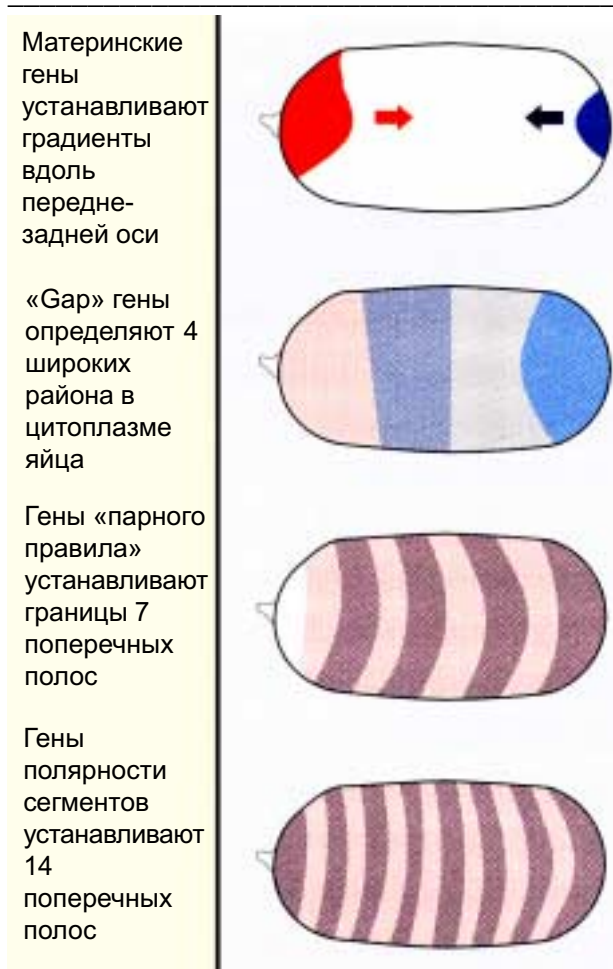 Материнские
гены
устанавливают
градиенты
вдоль
передне-
задней оси
«Gap» гены
определяют 4
широких
района в
цитоплазме
яйца
Гены «парного
правила»
устанавливают
границы 7
поперечных
полос
Гены
полярности
сегментов
устанавливают
14
поперечных
полос